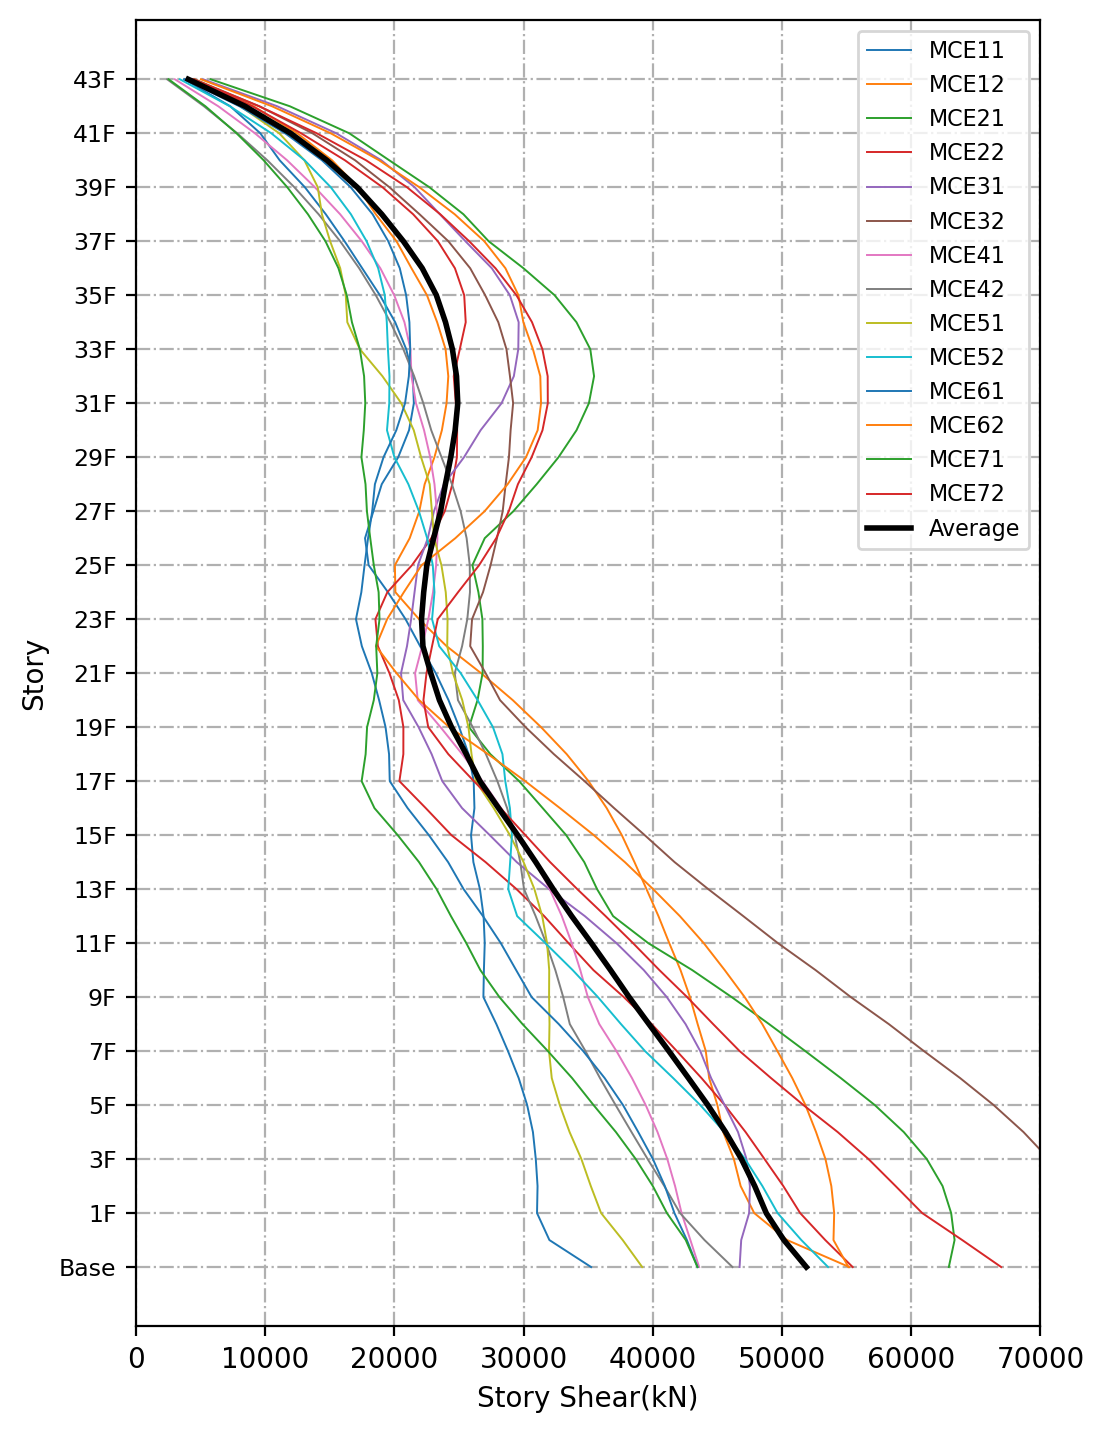 MCE11
MCE12
MCE21
MCE22
MCE31
MCE32
MCE41
MCE42
MCE51
MCE52
MCE61
MCE62
MCE71
MCE72
Average
Story
43F
41F
39F
37F
35F
33F
31F
29F
27F
25F
23F
21F
19F
17F
15F
13F
11F
9F
7F
5F
3F
1F
Base
0 10000 20000 30000 40000 50000 60000 70000
Story Shear(kN)